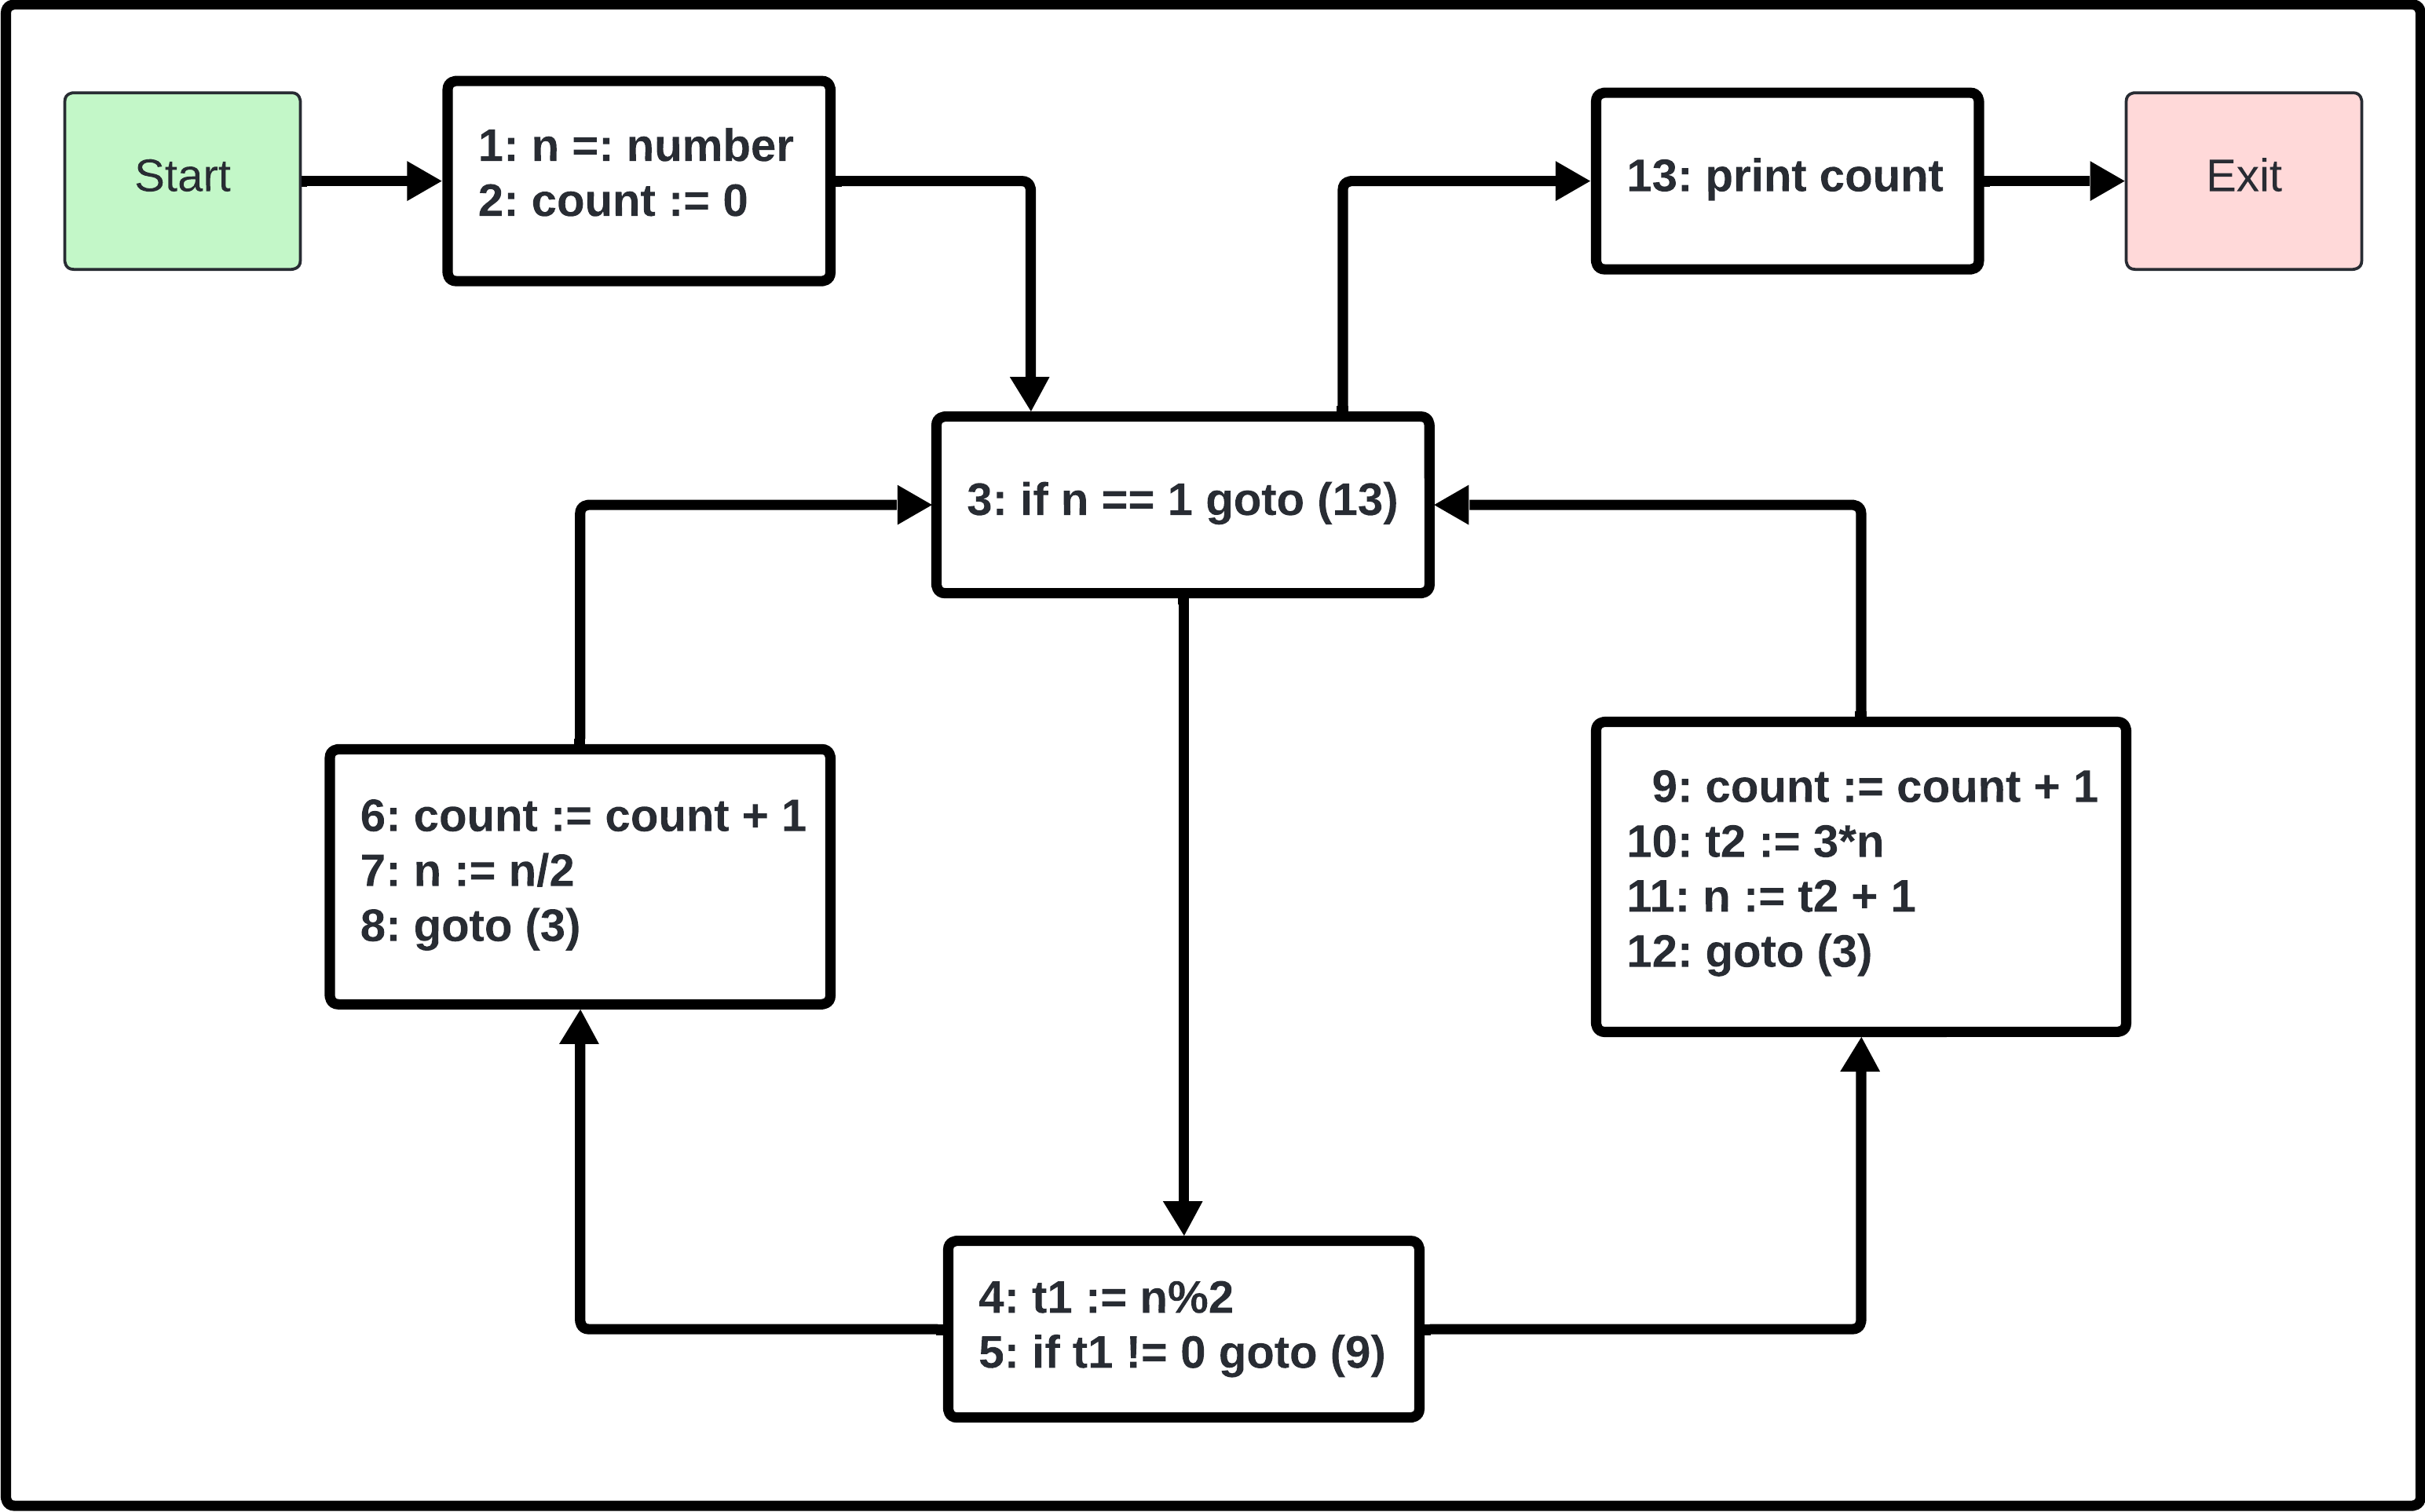 Start
1: n =: number
2: count := 0
13: print count
Exit
3: if n == 1 goto (13)
6: count := count + 1
7: n := n/2
8: goto (3)
9: count := count + 1
10: t2 := 3*n
11: n := t2 + 1
12: goto (3)
4: t1 := n%2
5: if t1 != 0 goto (9)